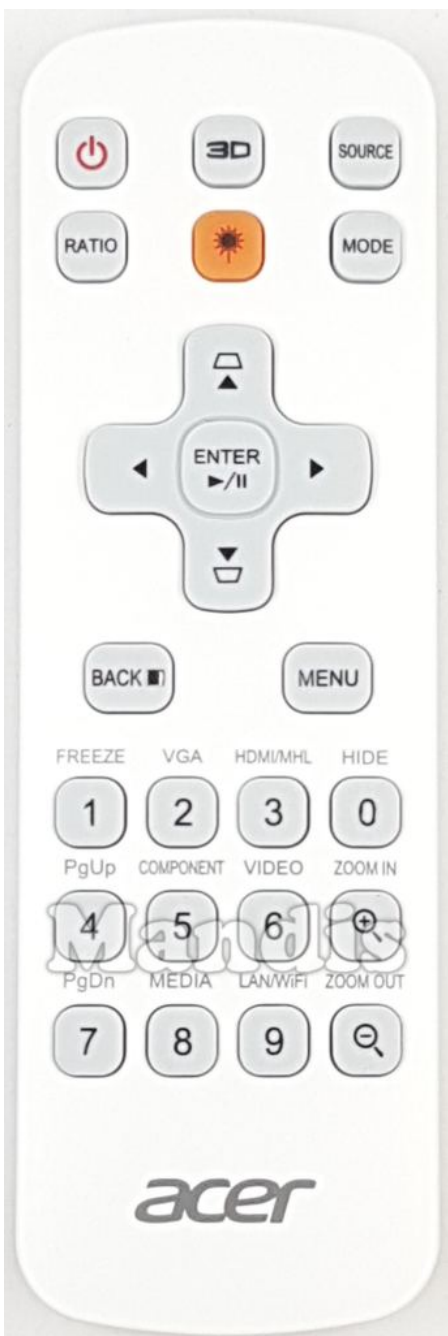 3D SOURCE
RATIO MODE
ENTER
BACK MENU
FREEZE VGA HDMI/MHL HIDE
1 2 3 0
PgUp COMPONENT VIDEO ZOOM IN
4 5 6
Mandis
PgDn MEDIA LAN/WiFi ZOOM OUT
7 8 9
acer